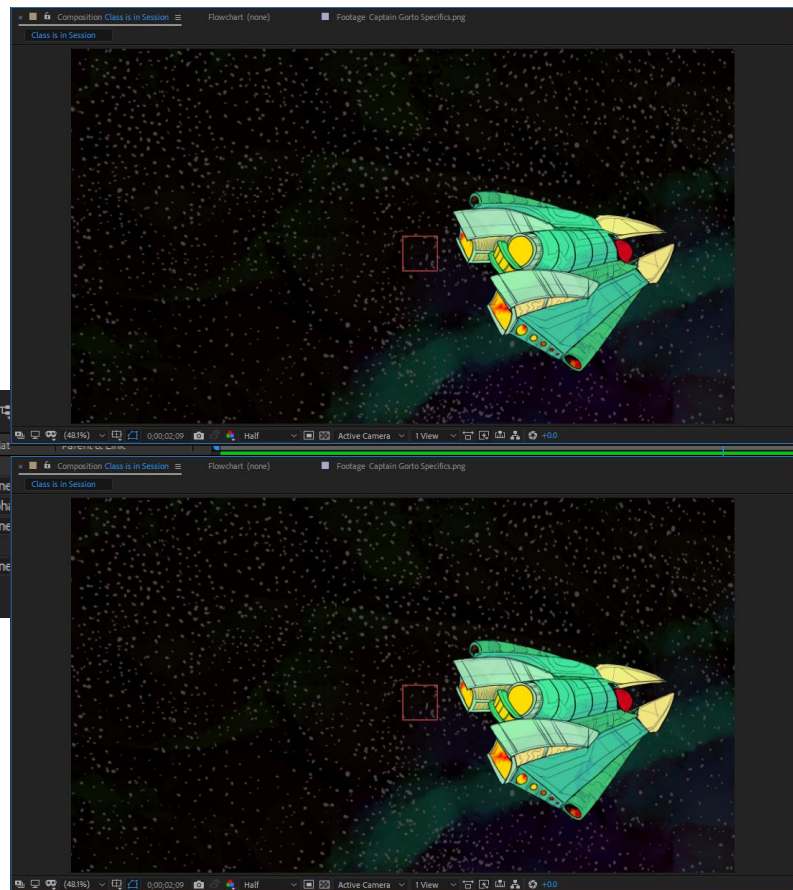 « Composition Class is in Session ≡ Flowchart (none) Footage Captain Gorto Specifics.png
Class is in Session
(48.1%) 0;00;02;09 Half Active Camera 1 View +0.0
Parent & Link
« Composition Class is in Session ≡ Flowchart (none) Footage Captain Gorto Specifics.png
Class is in Session
(48.1%) 0;00;02;09 Half Active Camera 1 View +0.0